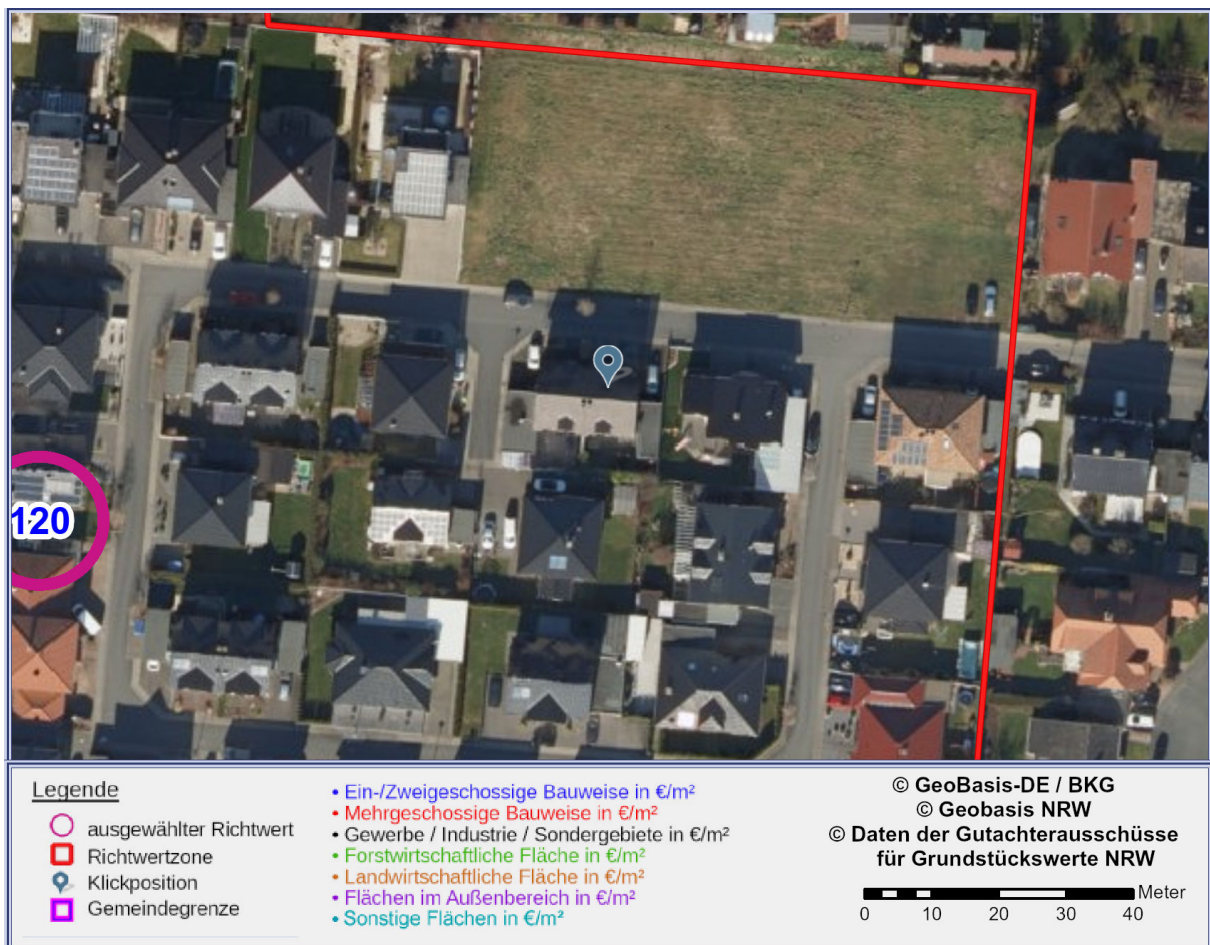 120
Legende
ausgewählter Richtwert
Richtwertzone
Klickposition
Gemeindegrenze
• Ein-/Zweigeschossige Bauweise in €/m²
• Mehrgeschossige Bauweise in €/m²
• Gewerbe / Industrie / Sondergebiete in €/m²
• Forstwirtschaftliche Fläche in €/m²
• Landwirtschaftliche Fläche in €/m²
• Flächen im Außenbereich in €/m²
• Sonstige Flächen in €/m²
© GeoBasis-DE / BKG
© Geobasis NRW
© Daten der Gutachterausschüsse
für Grundstückswerte NRW
Meter
0 10 20 30 40